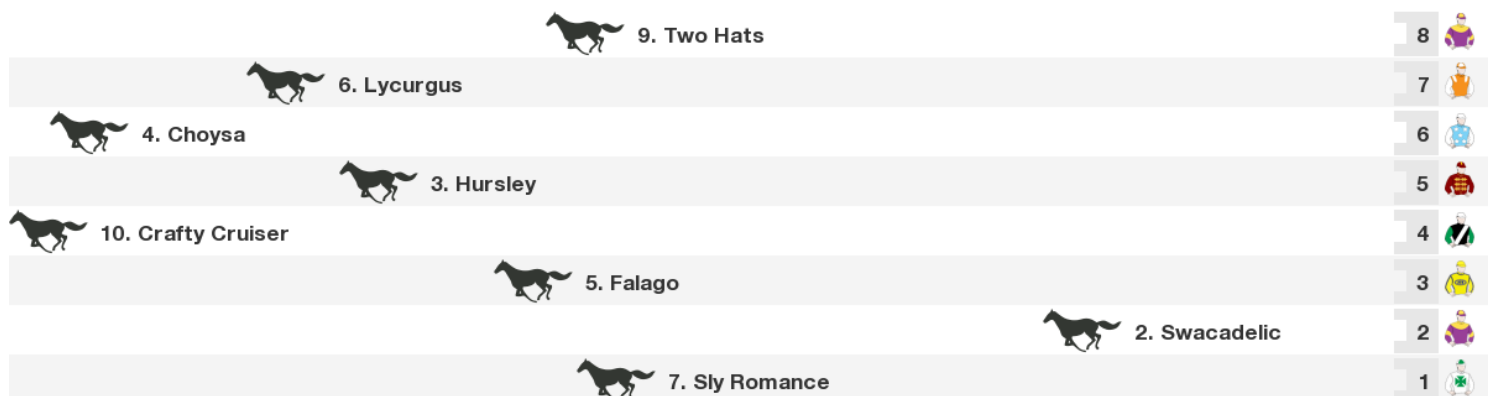 9. Two Hats 8
6. Lycurgus 7
4. Choysa 6
3. Hursley 5
10. Crafty Cruiser 4
5. Falago 3
2. Swacadelic 2
7. Sly Romance 1